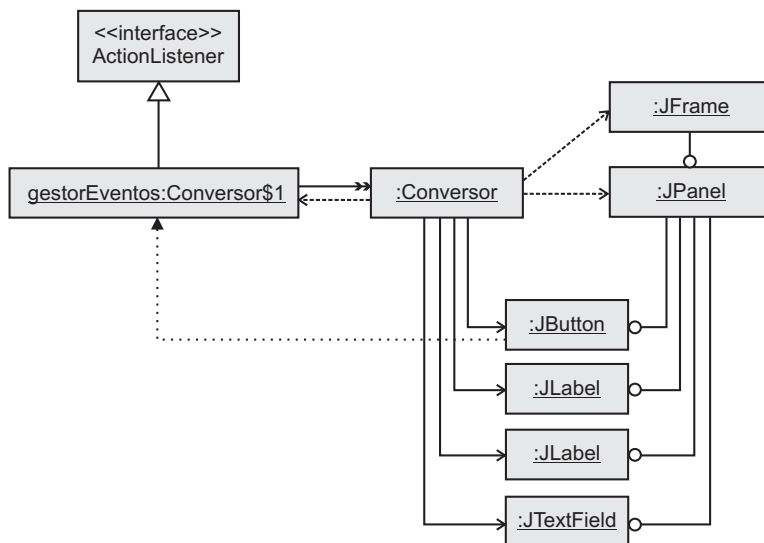 <<interface>>
ActionListener
:JFrame
gestorEventos:Conversor$1
:Conversor
:JPanel
:JButton
:JLabel
:JLabel
:JTextField